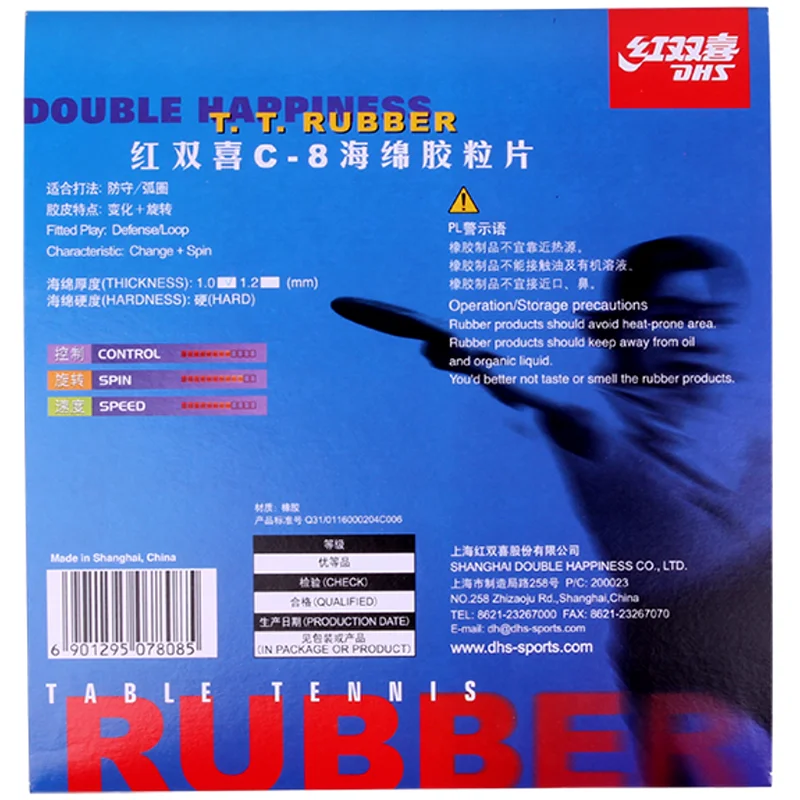 红双喜
DHS
DOUBLE HAPPINESS
T. T. RUBBER
红双喜C-8海绵胶粒片
适合打法: 防守/弧圈
胶皮特点: 变化+旋转
Fitted Play: Defense/Loop
Characteristic: Change + Spin
海绵厚度(THICKNESS): 1.0 √ 1.2 (mm)
海绵硬度(HARDNESS): 硬(HARD)
控制 CONTROL
旋转 SPIN
速度 SPEED
PL警示语
橡胶制品不宜靠近热源。
橡胶制品不能接触油及有机溶液。
橡胶制品不宜接近口、鼻。
Operation/Storage precautions
Rubber products should avoid heat-prone area.
Rubber products should keep away from oil
and organic liquid.
You'd better not taste or smell the rubber products.
材质: 橡胶
产品标准号 Q31/0116000204C006
等级
优等品
检验(CHECK)
合格(QUALIFIED)
生产日期(PRODUCTION DATE)
见包装或产品
(IN PACKAGE OR PRODUCT)
Made in Shanghai, China
6 901295 078085
上海红双喜股份有限公司
SHANGHAI DOUBLE HAPPINESS CO., LTD.
上海市制造局路258号 P/C: 200023
NO.258 Zhizaoju Rd.,Shanghai,China
TEL: 8621-23267000 FAX: 8621-23267070
E-mail: dh@dhs-sports.com
www.dhs-sports.com
TABLE TENNIS
RUBBER